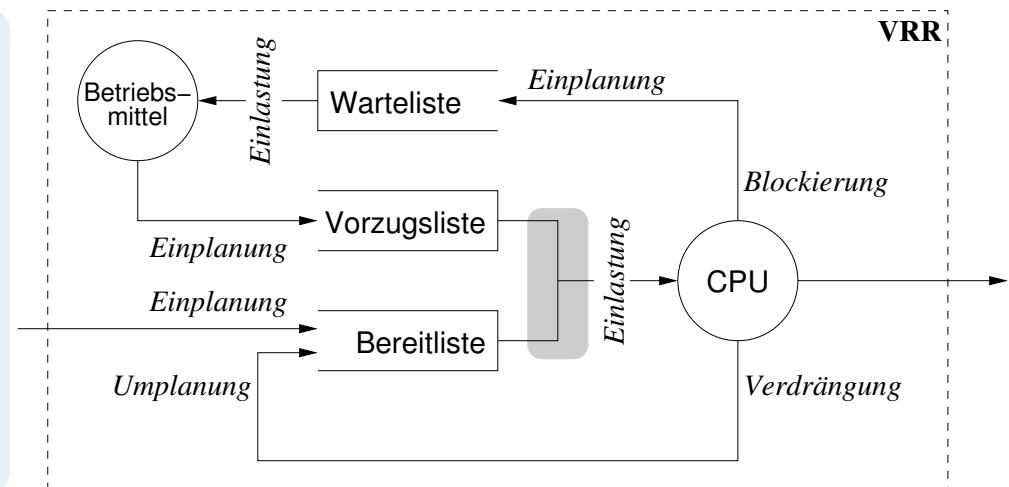 VRR
Betriebs–
mittel
Einlastung
Warteliste
Einplanung
Blockierung
Vorzugsliste
Einplanung
Einlastung
CPU
Einplanung
Bereitliste
Umplanung
Verdrängung